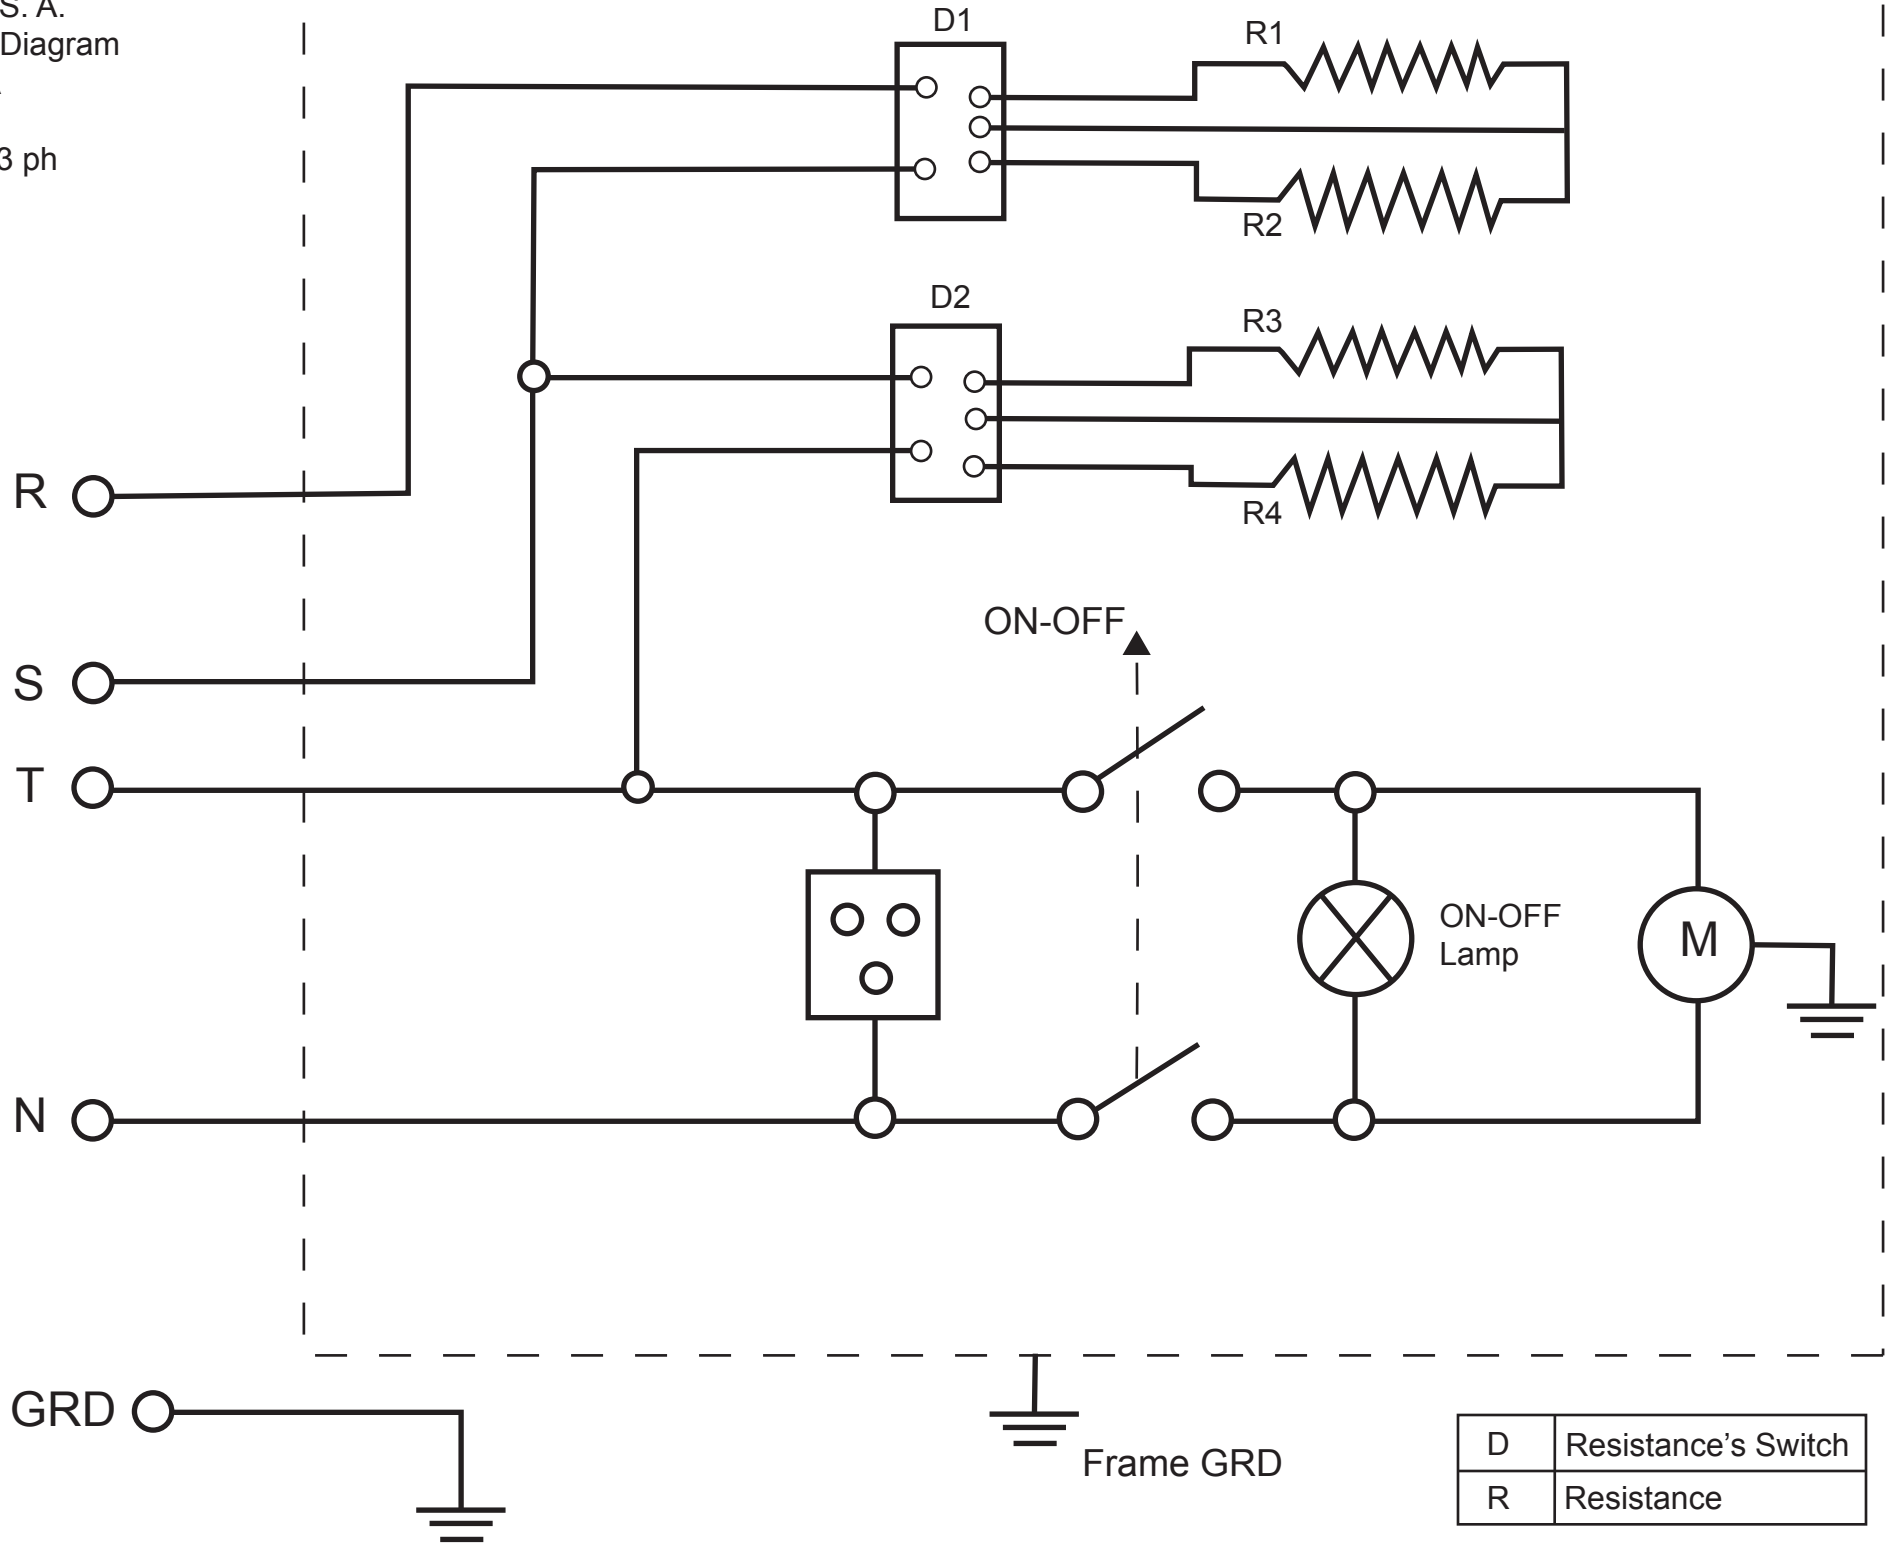 S. A.
Diagram
3 ph
D1
R1
R2
D2
R3
R4
R
S
ON-OFF
T
ON-OFF
Lamp
M
N
GRD
Frame GRD
D Resistance's Switch
R Resistance